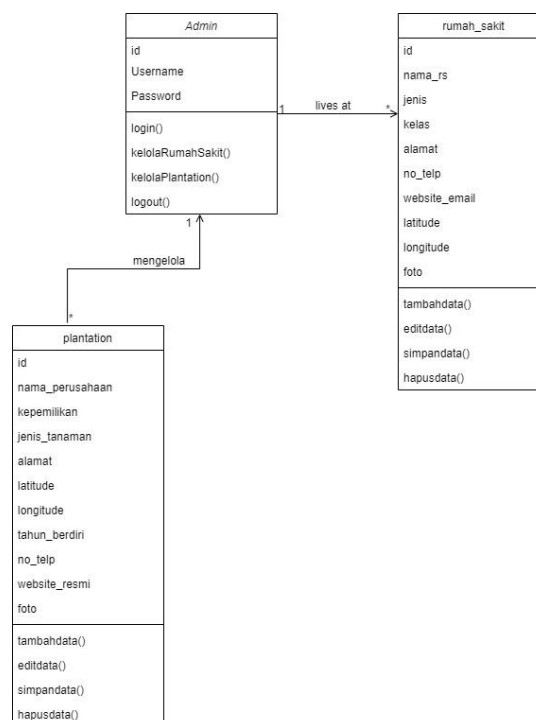 Admin
id
Username
Password
login()
kelolaRumahSakit()
kelolaPlantation()
logout()
1
lives at
*
rumah_sakit
id
nama_rs
jenis
kelas
alamat
no_telp
website_email
latitude
longitude
foto
tambahdata()
editdata()
simpandata()
hapusdata()
1
mengelola
*
plantation
id
nama_perusahaan
kepemilikan
jenis_tanaman
alamat
latitude
longitude
tahun_berdiri
no_telp
website_resmi
foto
tambahdata()
editdata()
simpandata()
hapusdata()